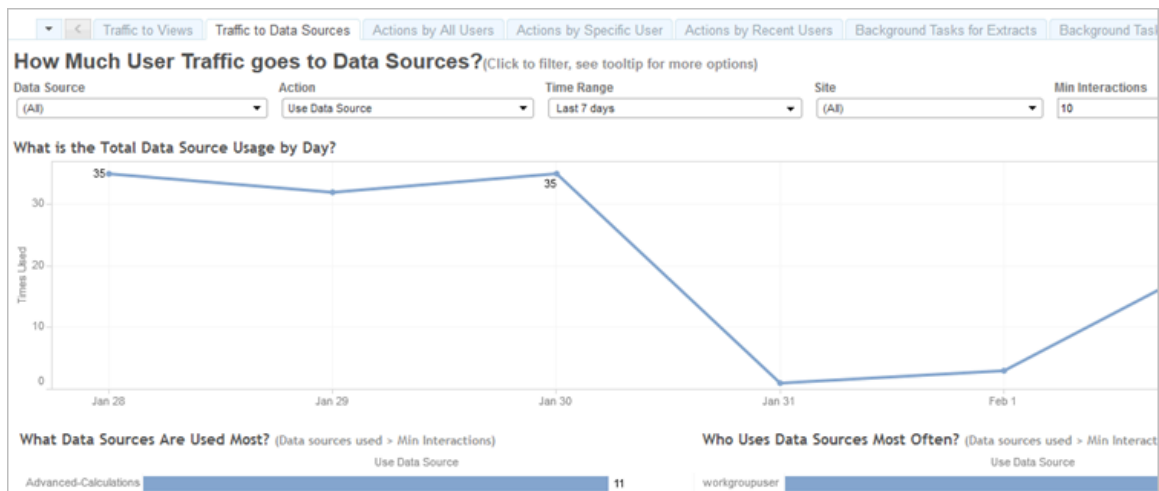 Traffic to Views Traffic to Data Sources Actions by All Users Actions by Specific User Actions by Recent Users Background Tasks for Extracts Background Tas
How Much User Traffic goes to Data Sources?(Click to filter, see tooltip for more options)
Data Source Action Time Range Site Min Interactions
(All) Use Data Source Last 7 days (All) 10
What is the Total Data Source Usage by Day?
35
35
30
20
10
0
Times Used
Jan 28 Jan 29 Jan 30 Jan 31 Feb 1
What Data Sources Are Used Most? (Data sources used > Min Interactions) Who Uses Data Sources Most Often? (Data sources used > Min Interact
Use Data Source Use Data Source
Advanced-Calculations 11 workgroupuser